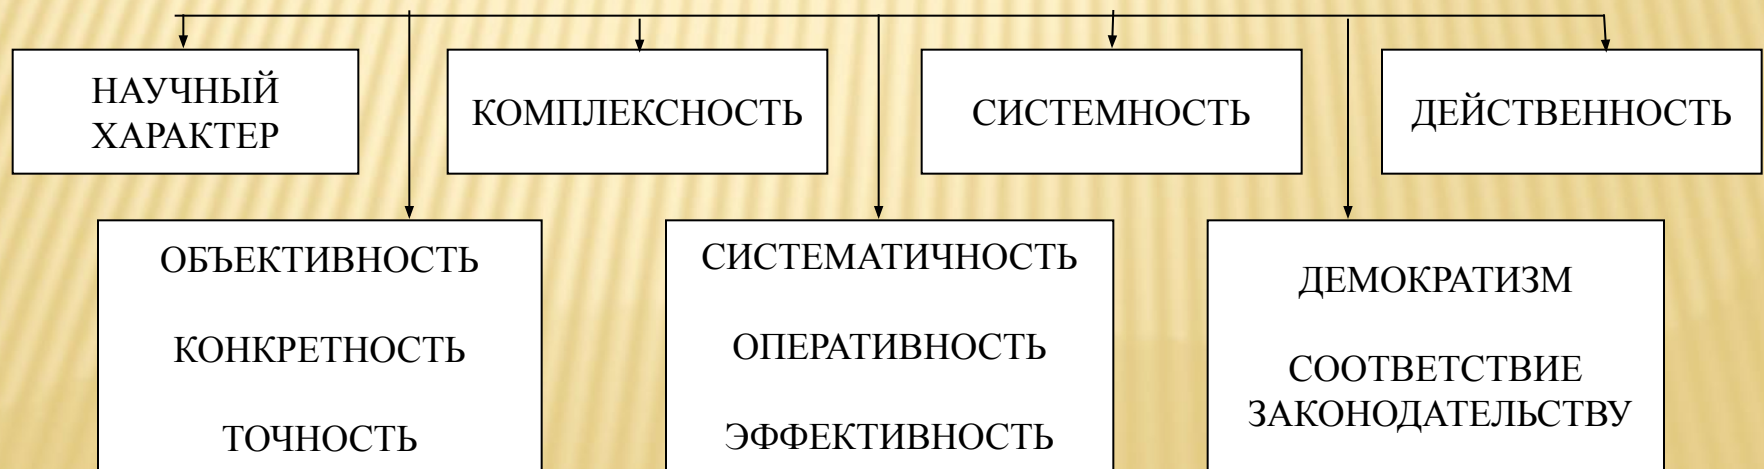 НАУЧНЫЙ
ХАРАКТЕР
КОМПЛЕКСНОСТЬ
СИСТЕМНОСТЬ
ДЕЙСТВЕННОСТЬ
ОБЪЕКТИВНОСТЬ
КОНКРЕТНОСТЬ
ТОЧНОСТЬ
СИСТЕМАТИЧНОСТЬ
ОПЕРАТИВНОСТЬ
ЭФФЕКТИВНОСТЬ
ДЕМОКРАТИЗМ
СООТВЕТСТВИЕ
ЗАКОНОДАТЕЛЬСТВУ